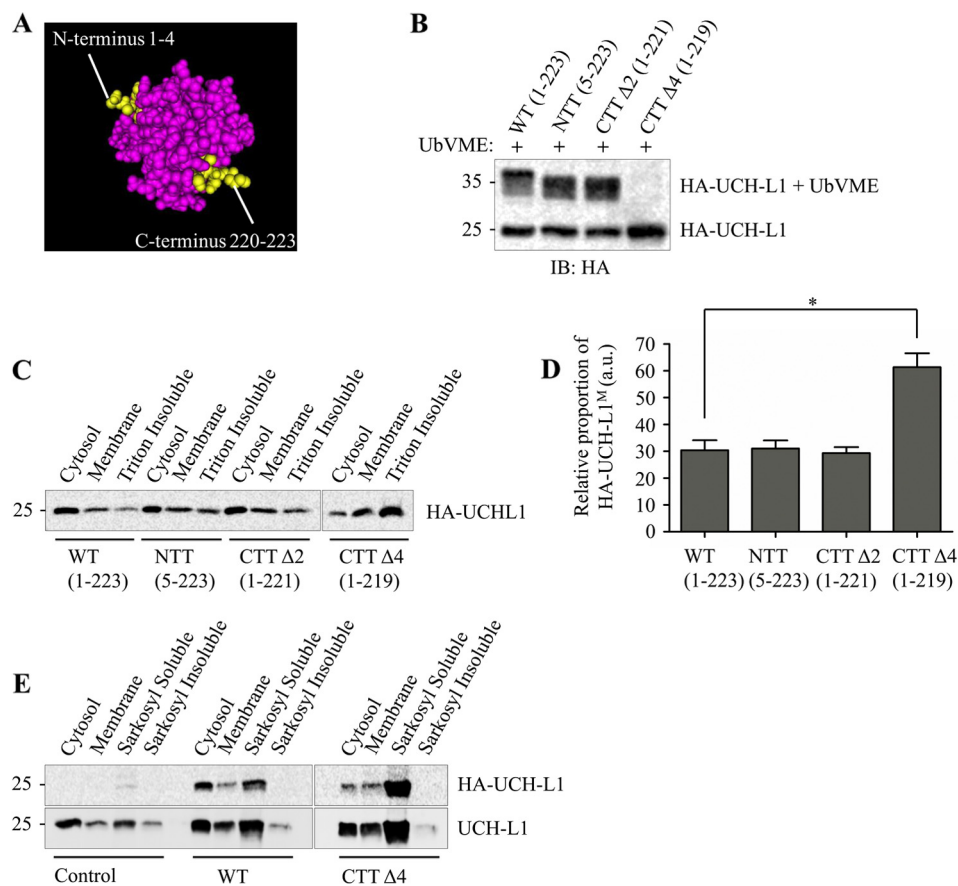 A
N-terminus 1-4
C-terminus 220-223
B
WT (1-223)
NTT (5-223)
CTT Δ2 (1-221)
CTT Δ4 (1-219)
UbVME: + + + +
35
HA-UCH-L1 + UbVME
25
HA-UCH-L1
IB: HA
C
Cytosol Membrane Triton Insoluble Cytosol Membrane Triton Insoluble Cytosol Membrane Triton Insoluble Cytosol Membrane Triton Insoluble
25
HA-UCHL1
WT NTT CTT Δ2 CTT Δ4
(1-223) (5-223) (1-221) (1-219)
D
*
Relative proportion of
HA-UCH-L1ᴹ (a.u.)
70
60
50
40
30
20
10
0
WT NTT CTT Δ2 CTT Δ4
(1-223) (5-223) (1-221) (1-219)
E
Cytosol Membrane Sarkosyl Soluble Sarkosyl Insoluble Cytosol Membrane Sarkosyl Soluble Sarkosyl Insoluble Cytosol Membrane Sarkosyl Soluble Sarkosyl Insoluble
25
HA-UCH-L1
25
UCH-L1
Control WT CTT Δ4